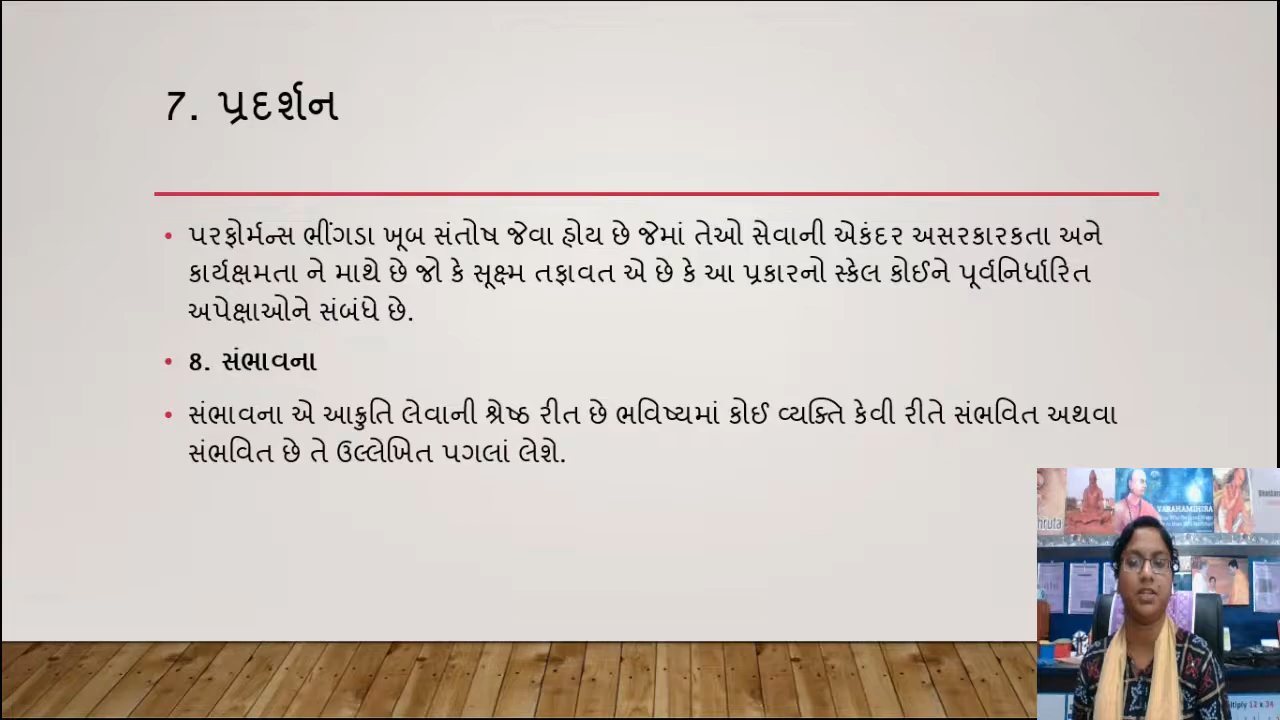 7. પ્રદર્શન
• પરફોર્મન્સ ભીંગડા ખૂબ સંતોષ જેવા હોય છે જેમાં તેઓ સેવાની એકંદર અસરકારકતા અને
કાર્યક્ષમતા ને માથે છે જો કે સૂક્ષ્મ તફાવત એ છે કે આ પ્રકારનો સ્કેલ કોઈને પૂર્વનિર્ધારિત
અપેક્ષાઓને સંબંધે છે.
• 8. સંભાવના
• સંભાવના એ આક્રુતિ લેવાની શ્રેષ્ઠ રીત છે ભવિષ્યમાં કોઈ વ્યક્તિ કેવી રીતે સંભવિત અથવા
સંભવિત છે તે ઉલ્લેખિત પગલાં લેશે.
VARAHAMIHIRA